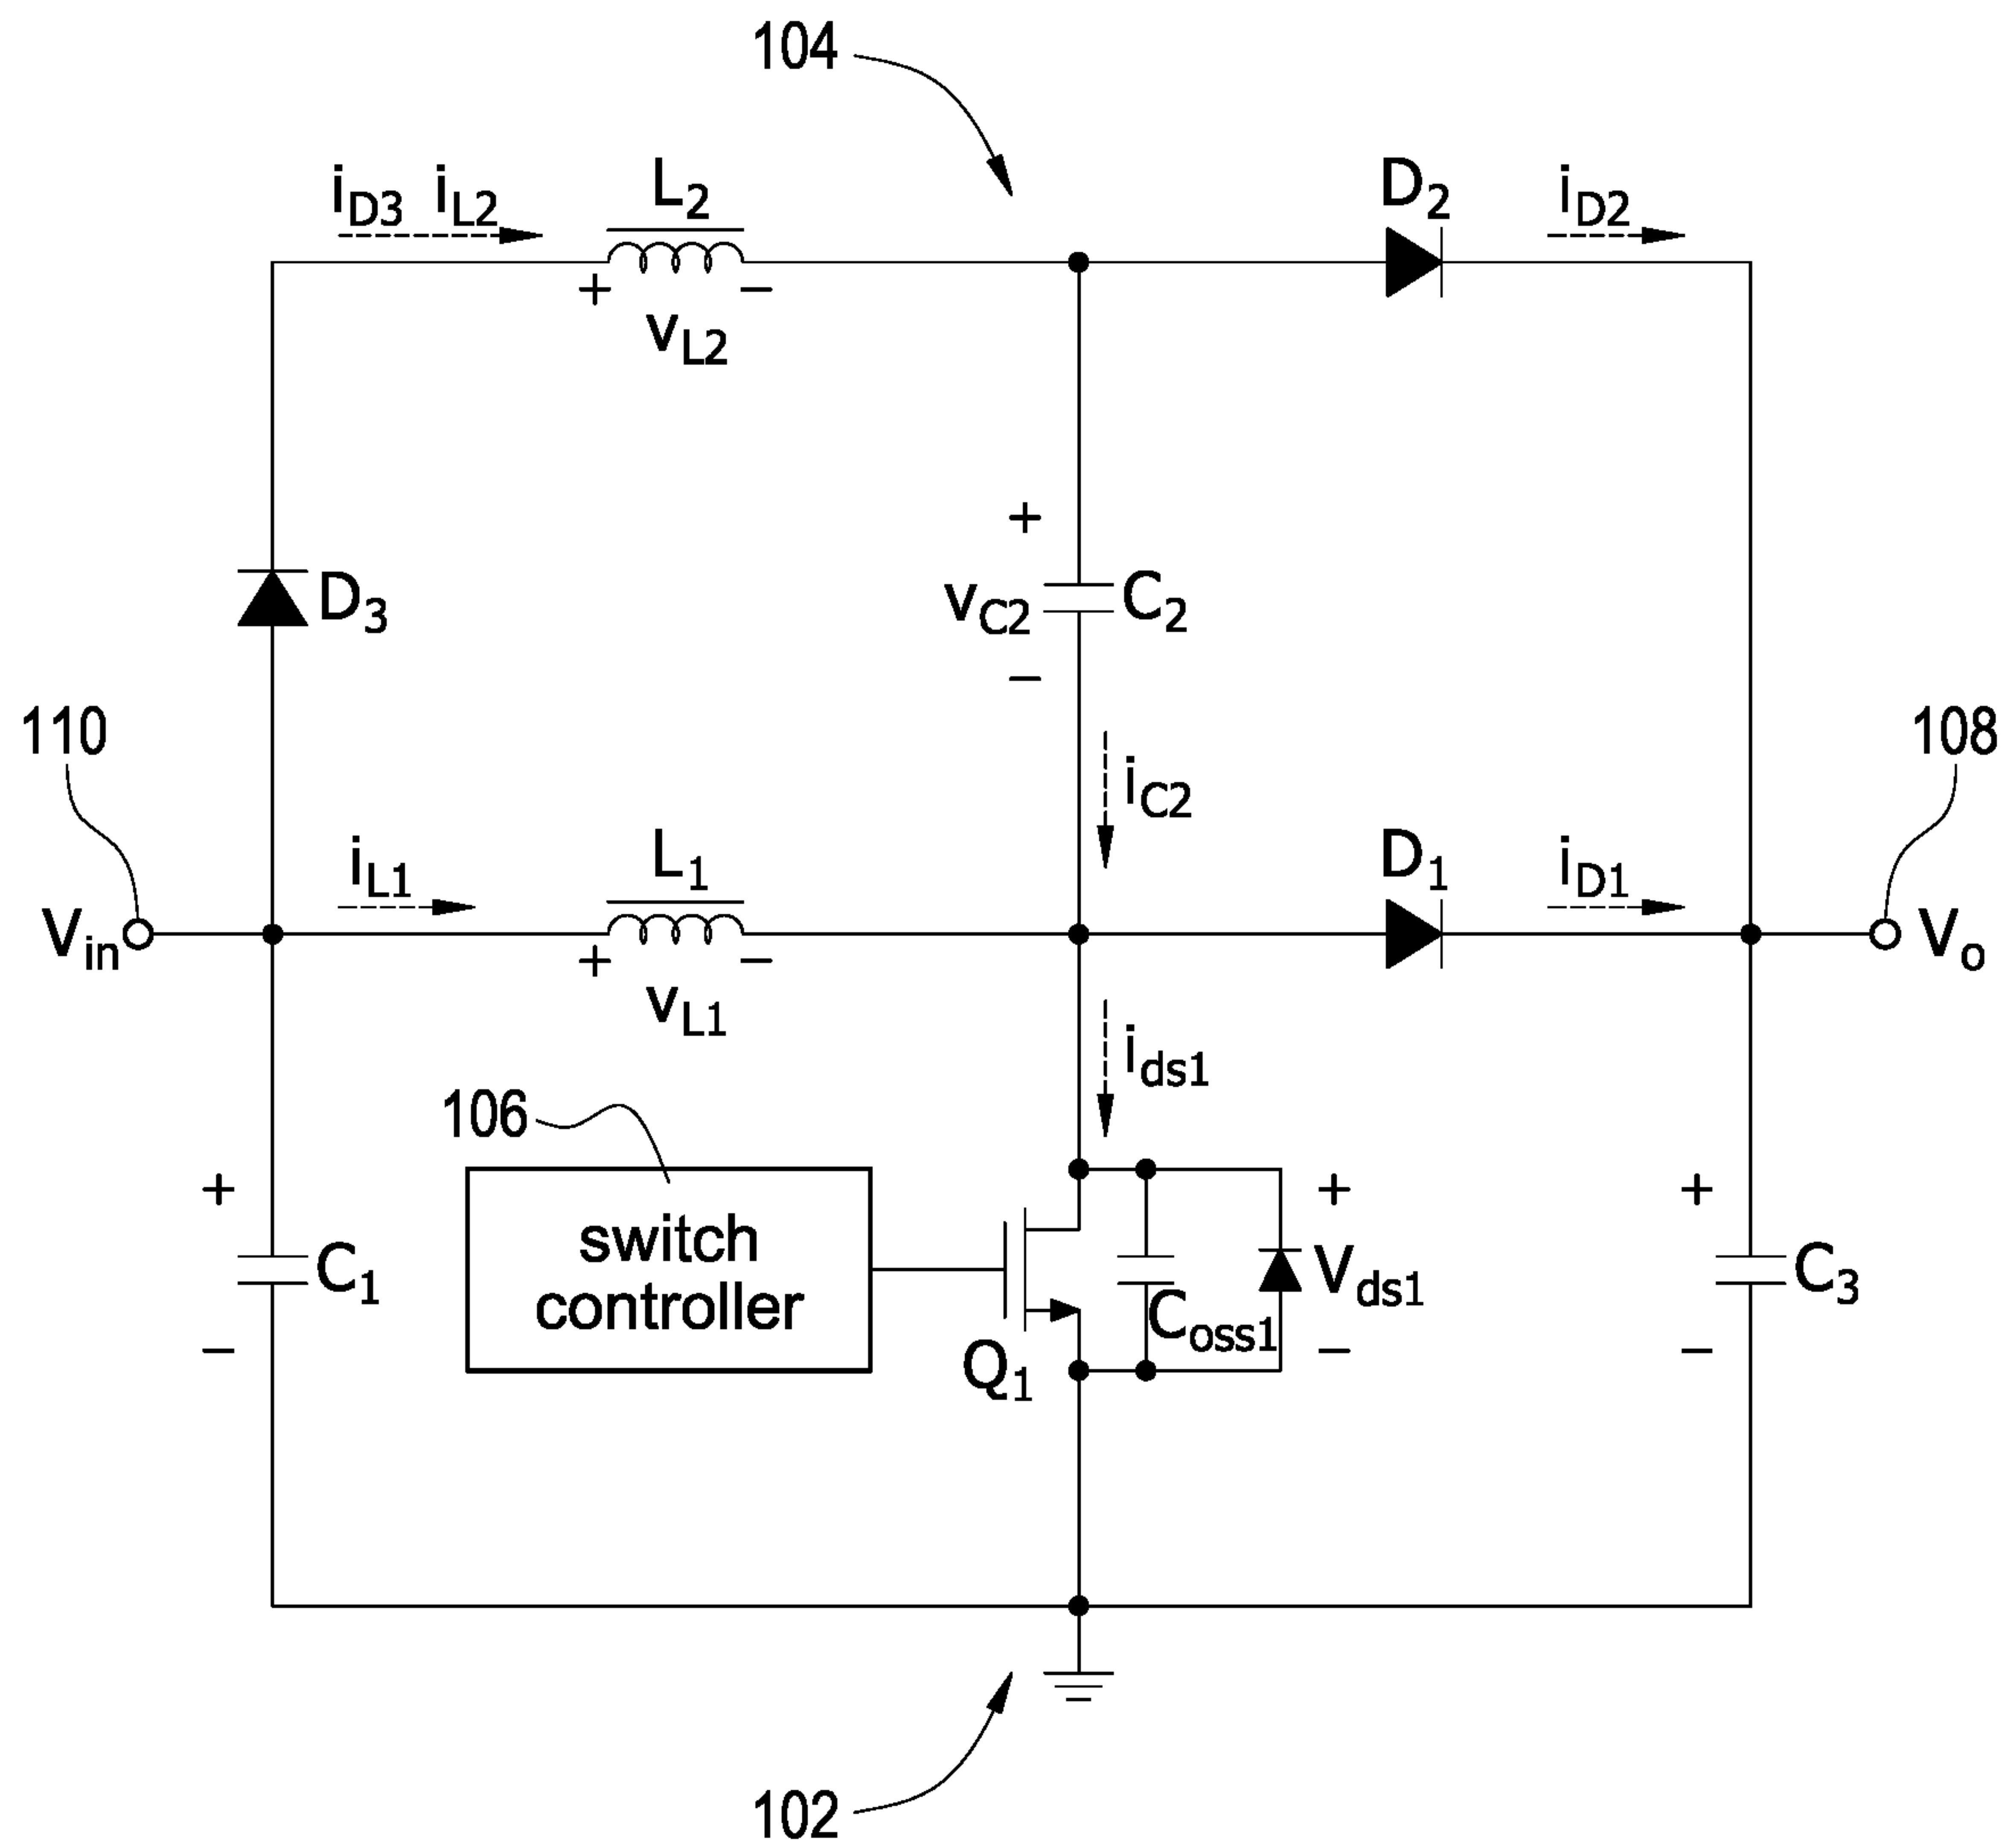 104
iD3 iL2
L2
D2
iD2
+ −
vL2
D3
+
vC2
C2
−
110
108
iC2
iL1
L1
D1
iD1
Vin
Vo
+ −
vL1
ids1
106
+
+
+
switch
controller
C1
Coss1
Vds1
C3
−
−
−
Q1
102